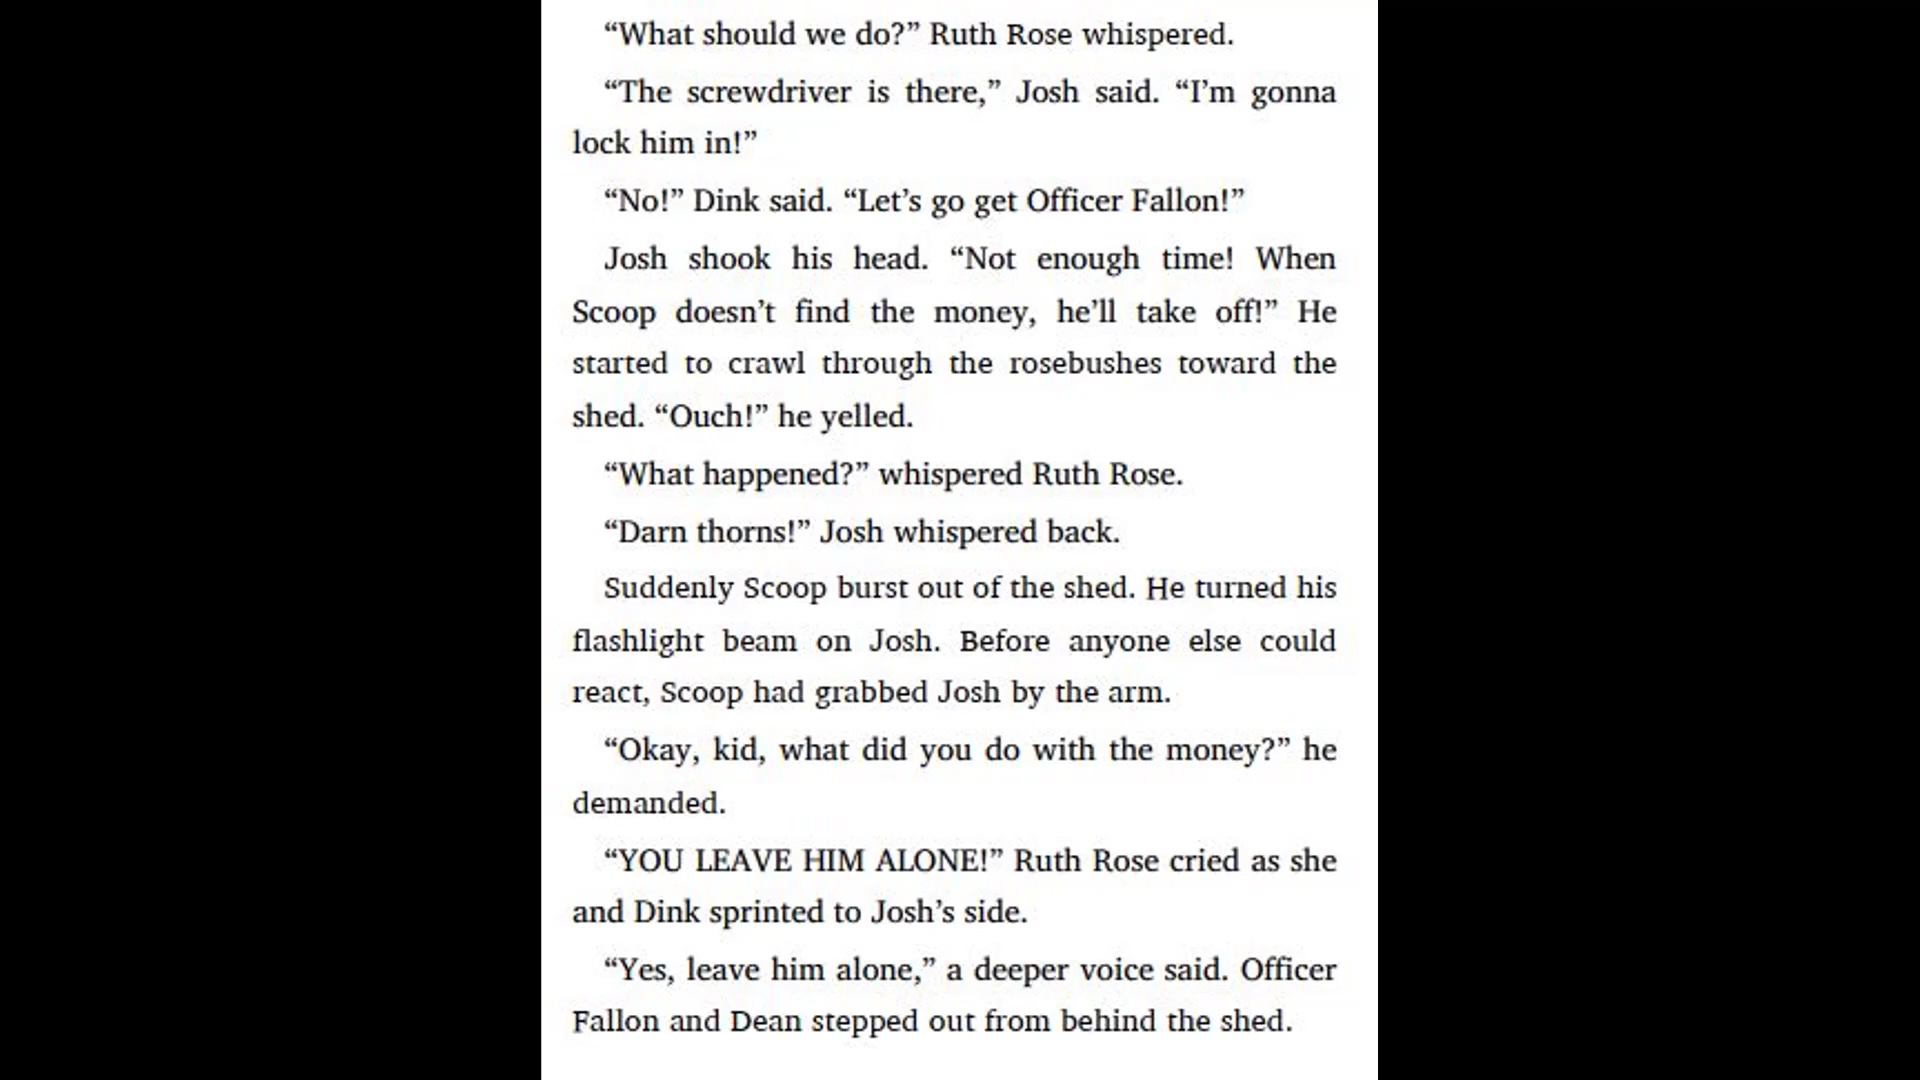 “What should we do?” Ruth Rose whispered.
“The screwdriver is there,” Josh said. “I’m gonna
lock him in!”
“No!” Dink said. “Let’s go get Officer Fallon!”
Josh shook his head. “Not enough time! When
Scoop doesn’t find the money, he’ll take off!” He
started to crawl through the rosebushes toward the
shed. “Ouch!” he yelled.
“What happened?” whispered Ruth Rose.
“Darn thorns!” Josh whispered back.
Suddenly Scoop burst out of the shed. He turned his
flashlight beam on Josh. Before anyone else could
react, Scoop had grabbed Josh by the arm.
“Okay, kid, what did you do with the money?” he
demanded.
“YOU LEAVE HIM ALONE!” Ruth Rose cried as she
and Dink sprinted to Josh’s side.
“Yes, leave him alone,” a deeper voice said. Officer
Fallon and Dean stepped out from behind the shed.